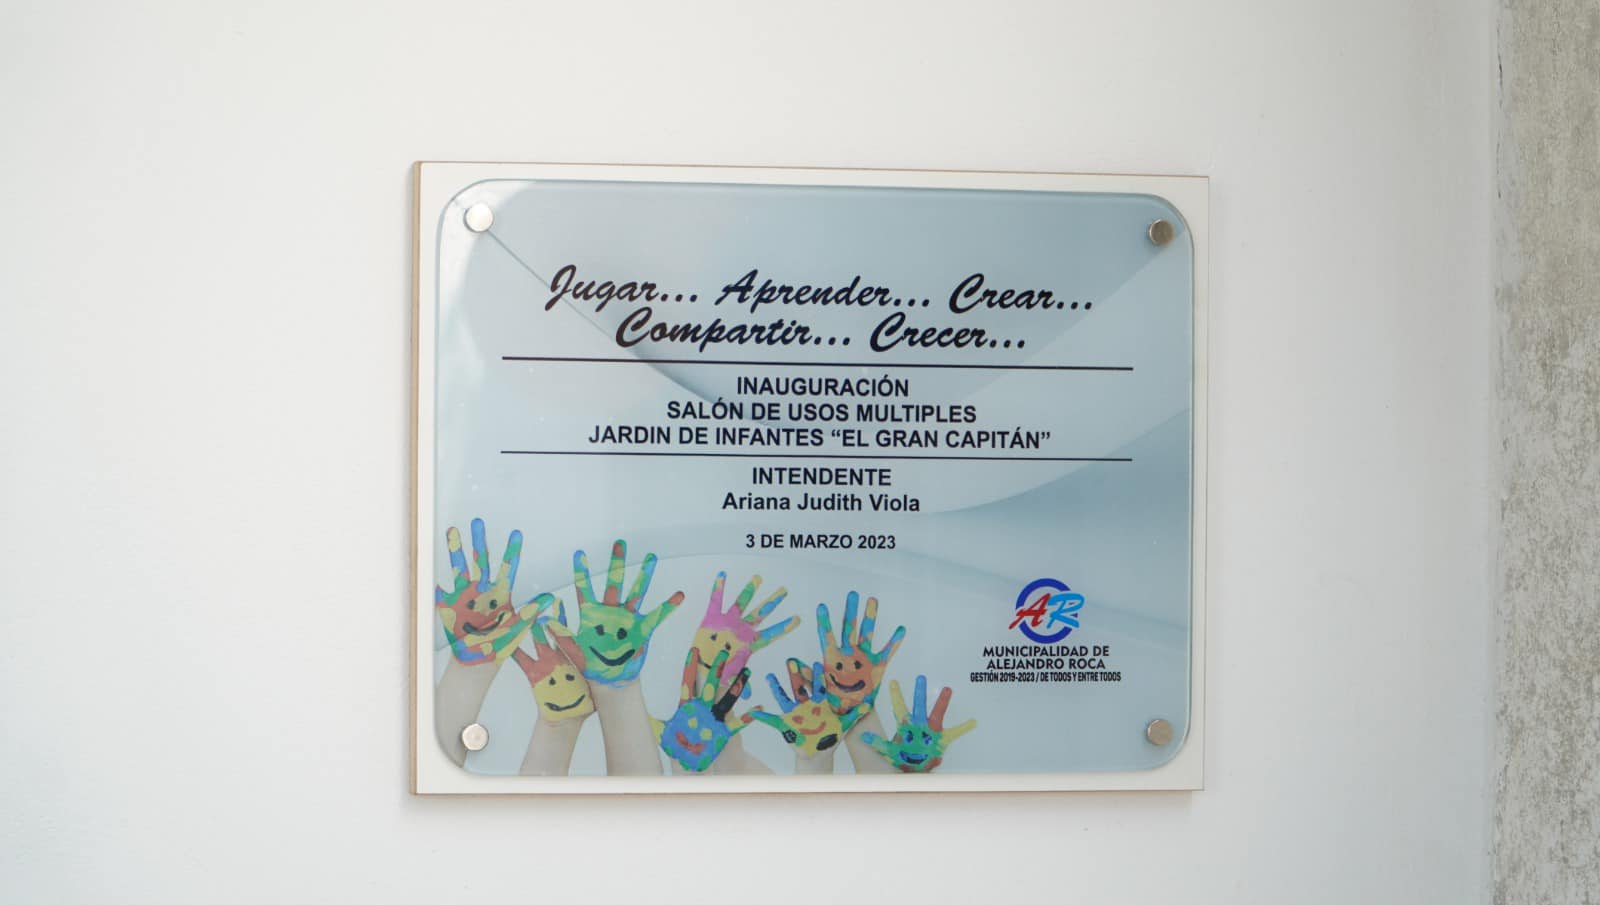 Jugar... Aprender... Crear...
Compartir... Crecer...
INAUGURACIÓN
SALÓN DE USOS MULTIPLES
JARDIN DE INFANTES “EL GRAN CAPITÁN”
INTENDENTE
Ariana Judith Viola
3 DE MARZO 2023
AR
MUNICIPALIDAD DE
ALEJANDRO ROCA
GESTIÓN 2019-2023 / DE TODOS Y ENTRE TODOS